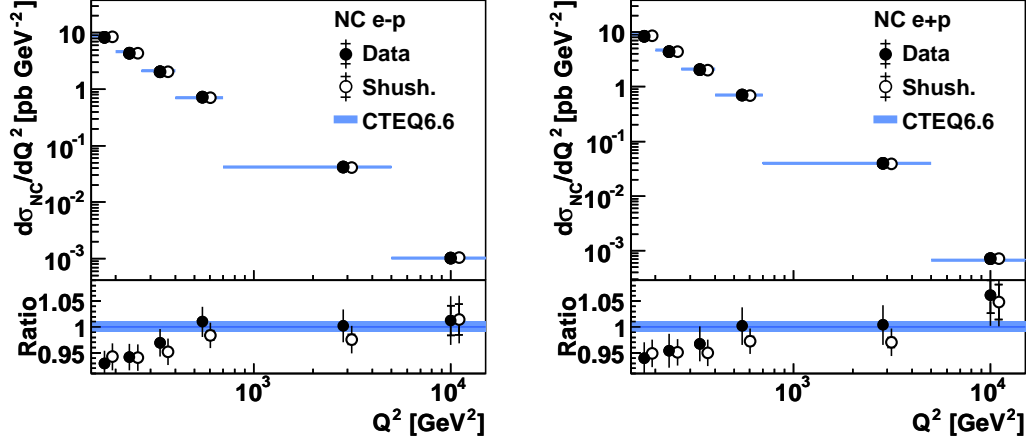 dσNC/dQ² [pb GeV⁻²]
10
1
10⁻¹
10⁻²
10⁻³
NC e-p
Data
Shush.
CTEQ6.6
Ratio
1.05
1
0.95
10³
10⁴
Q² [GeV²]
dσNC/dQ² [pb GeV⁻²]
10
1
10⁻¹
10⁻²
10⁻³
NC e+p
Data
Shush.
CTEQ6.6
Ratio
1.05
1
0.95
10³
10⁴
Q² [GeV²]